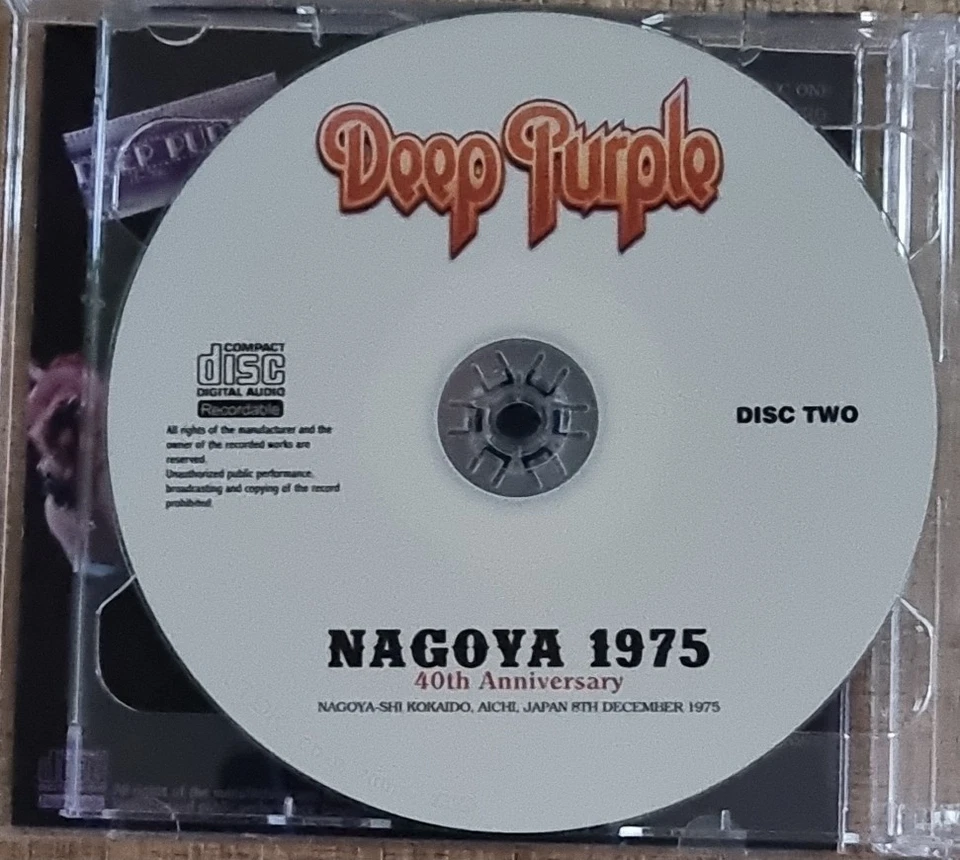 Deep Purple
COMPACT
disc
DIGITAL AUDIO
Recordable
All rights of the manufacturer and the
owner of the recorded works are
reserved.
Unauthorized public performance,
broadcasting and copying of the record
prohibited.
DISC TWO
NAGOYA 1975
40th Anniversary
NAGOYA-SHI KOKAIDO, AICHI, JAPAN 8TH DECEMBER 1975